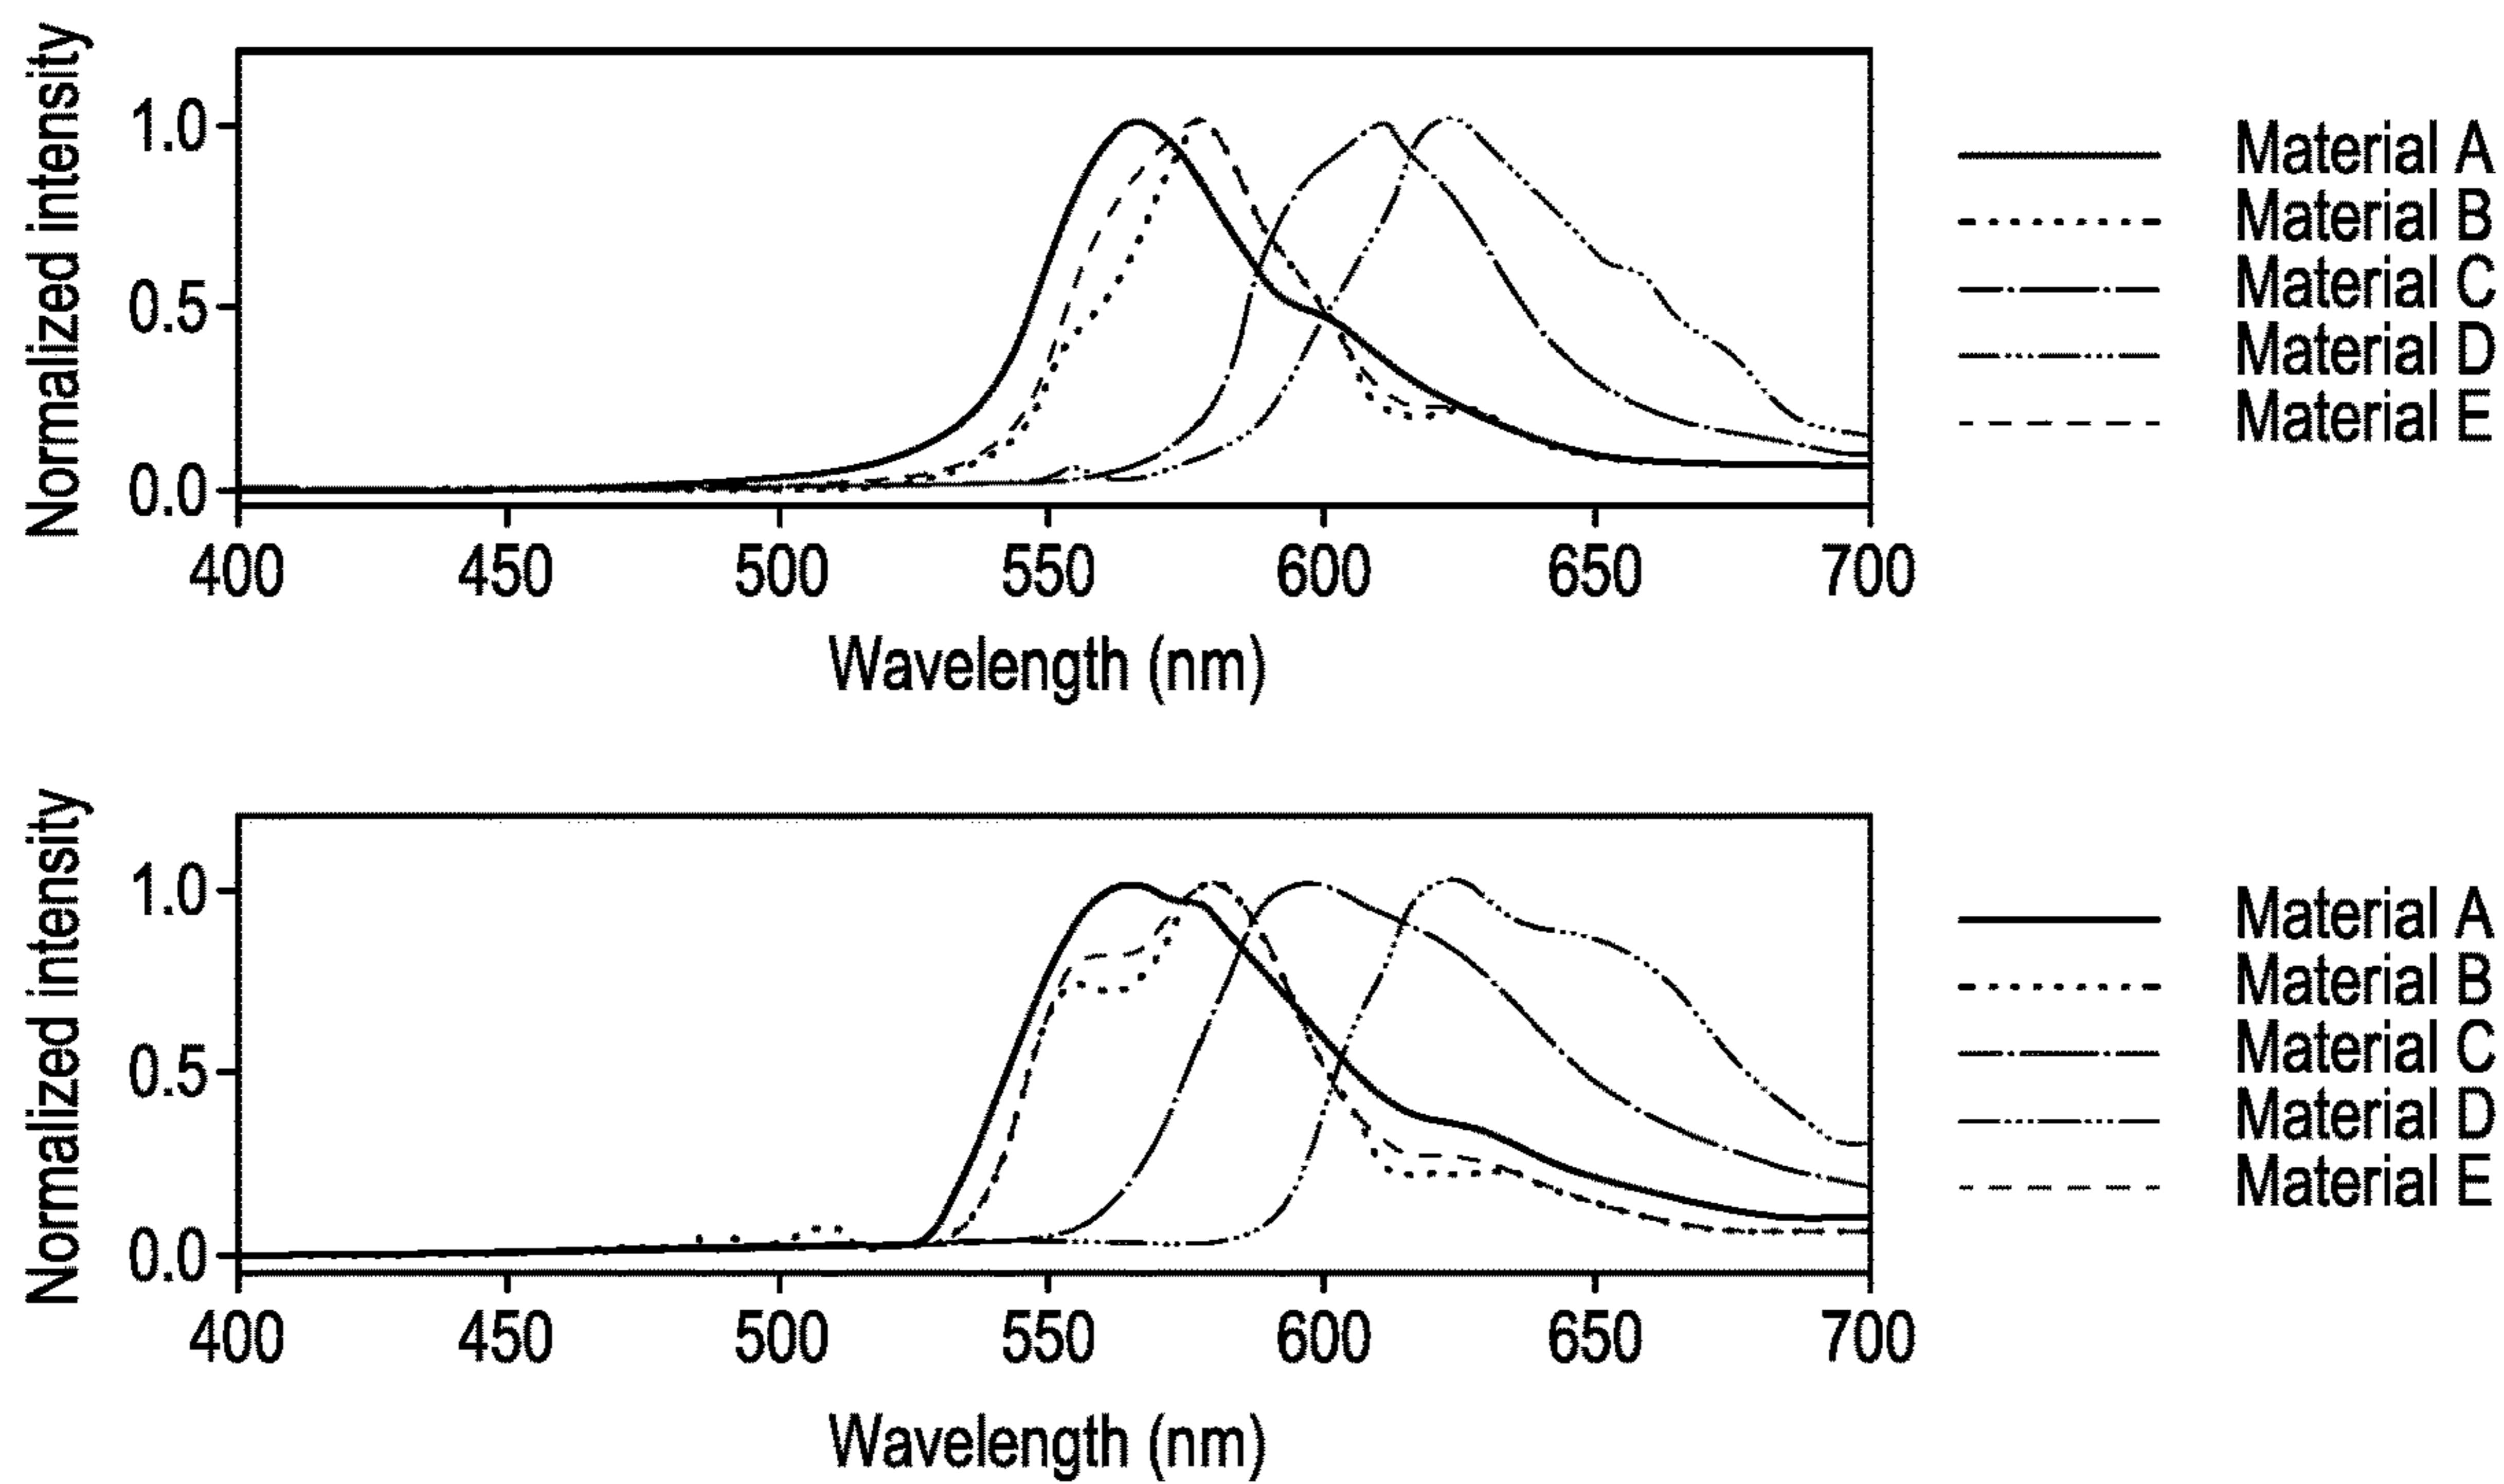 Normalized intensity
1.0
0.5
0.0
400 450 500 550 600 650 700
Wavelength (nm)
Material A
Material B
Material C
Material D
Material E
Normalized intensity
1.0
0.5
0.0
400 450 500 550 600 650 700
Wavelength (nm)
Material A
Material B
Material C
Material D
Material E